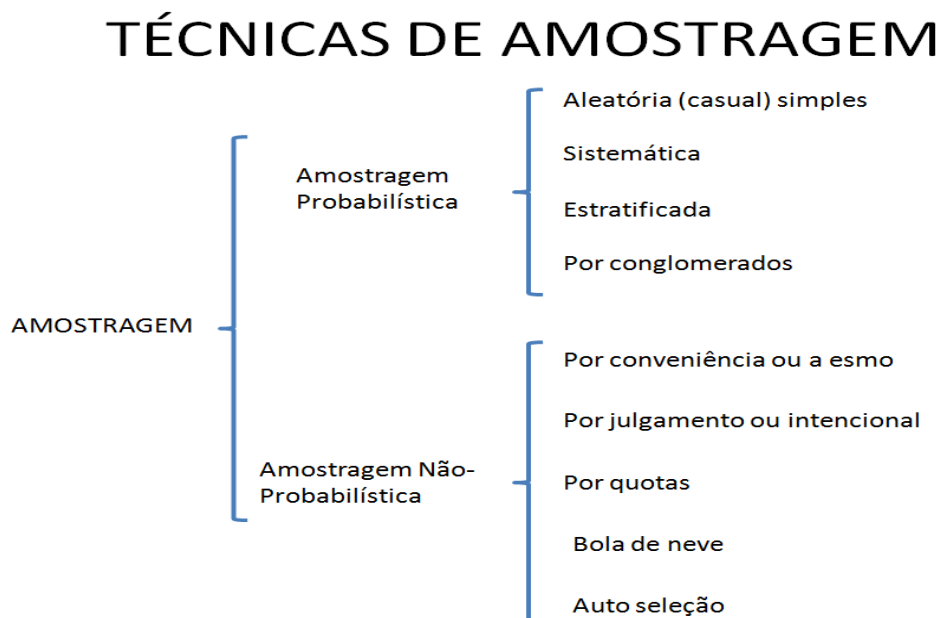 TÉCNICAS DE AMOSTRAGEM
AMOSTRAGEM
Amostragem
Probabilística
Aleatória (casual) simples
Sistemática
Estratificada
Por conglomerados
Amostragem Não-
Probabilística
Por conveniência ou a esmo
Por julgamento ou intencional
Por quotas
Bola de neve
Auto seleção